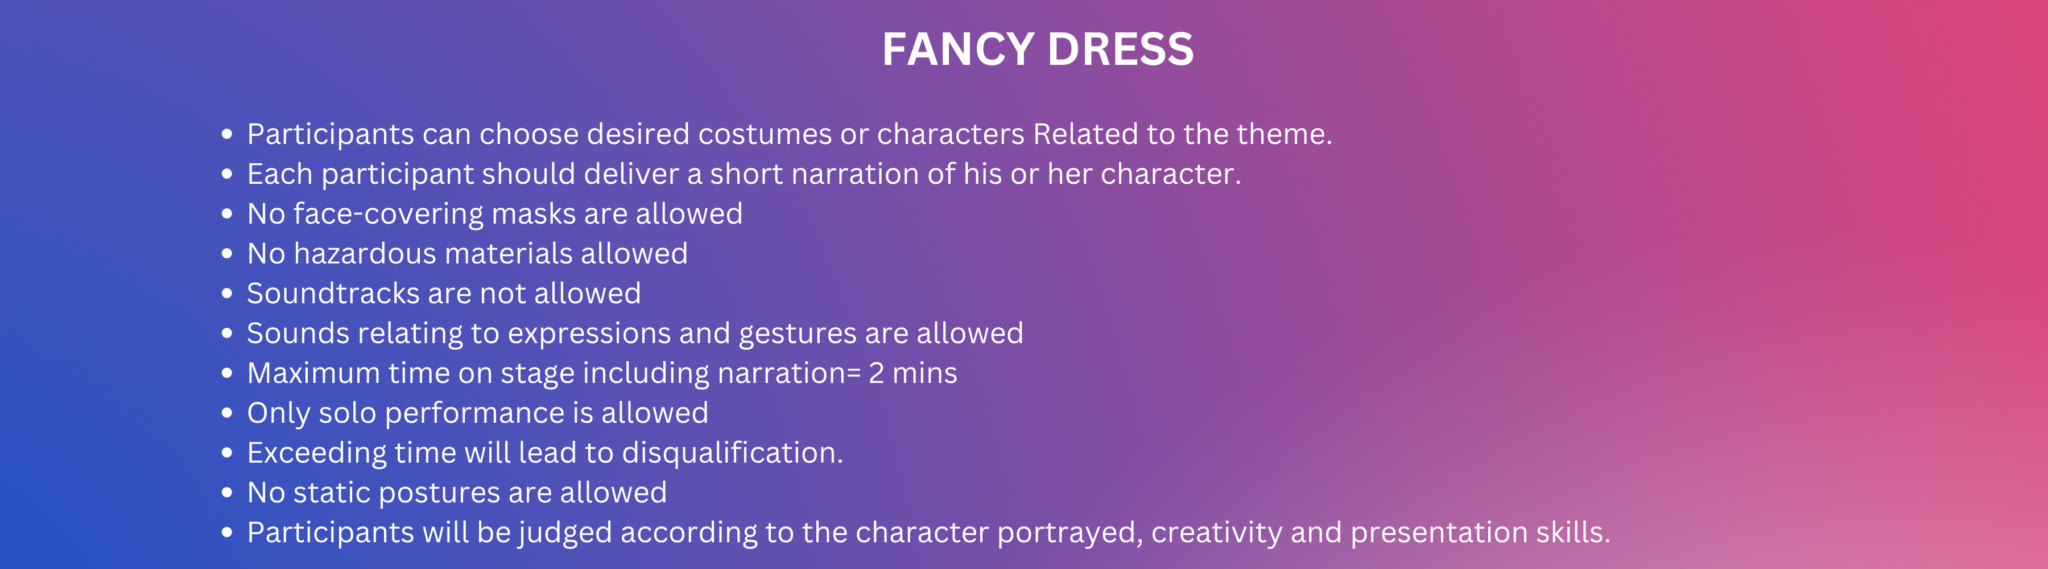 FANCY DRESS
• Participants can choose desired costumes or characters Related to the theme.
• Each participant should deliver a short narration of his or her character.
• No face-covering masks are allowed
• No hazardous materials allowed
• Soundtracks are not allowed
• Sounds relating to expressions and gestures are allowed
• Maximum time on stage including narration= 2 mins
• Only solo performance is allowed
• Exceeding time will lead to disqualification.
• No static postures are allowed
• Participants will be judged according to the character portrayed, creativity and presentation skills.